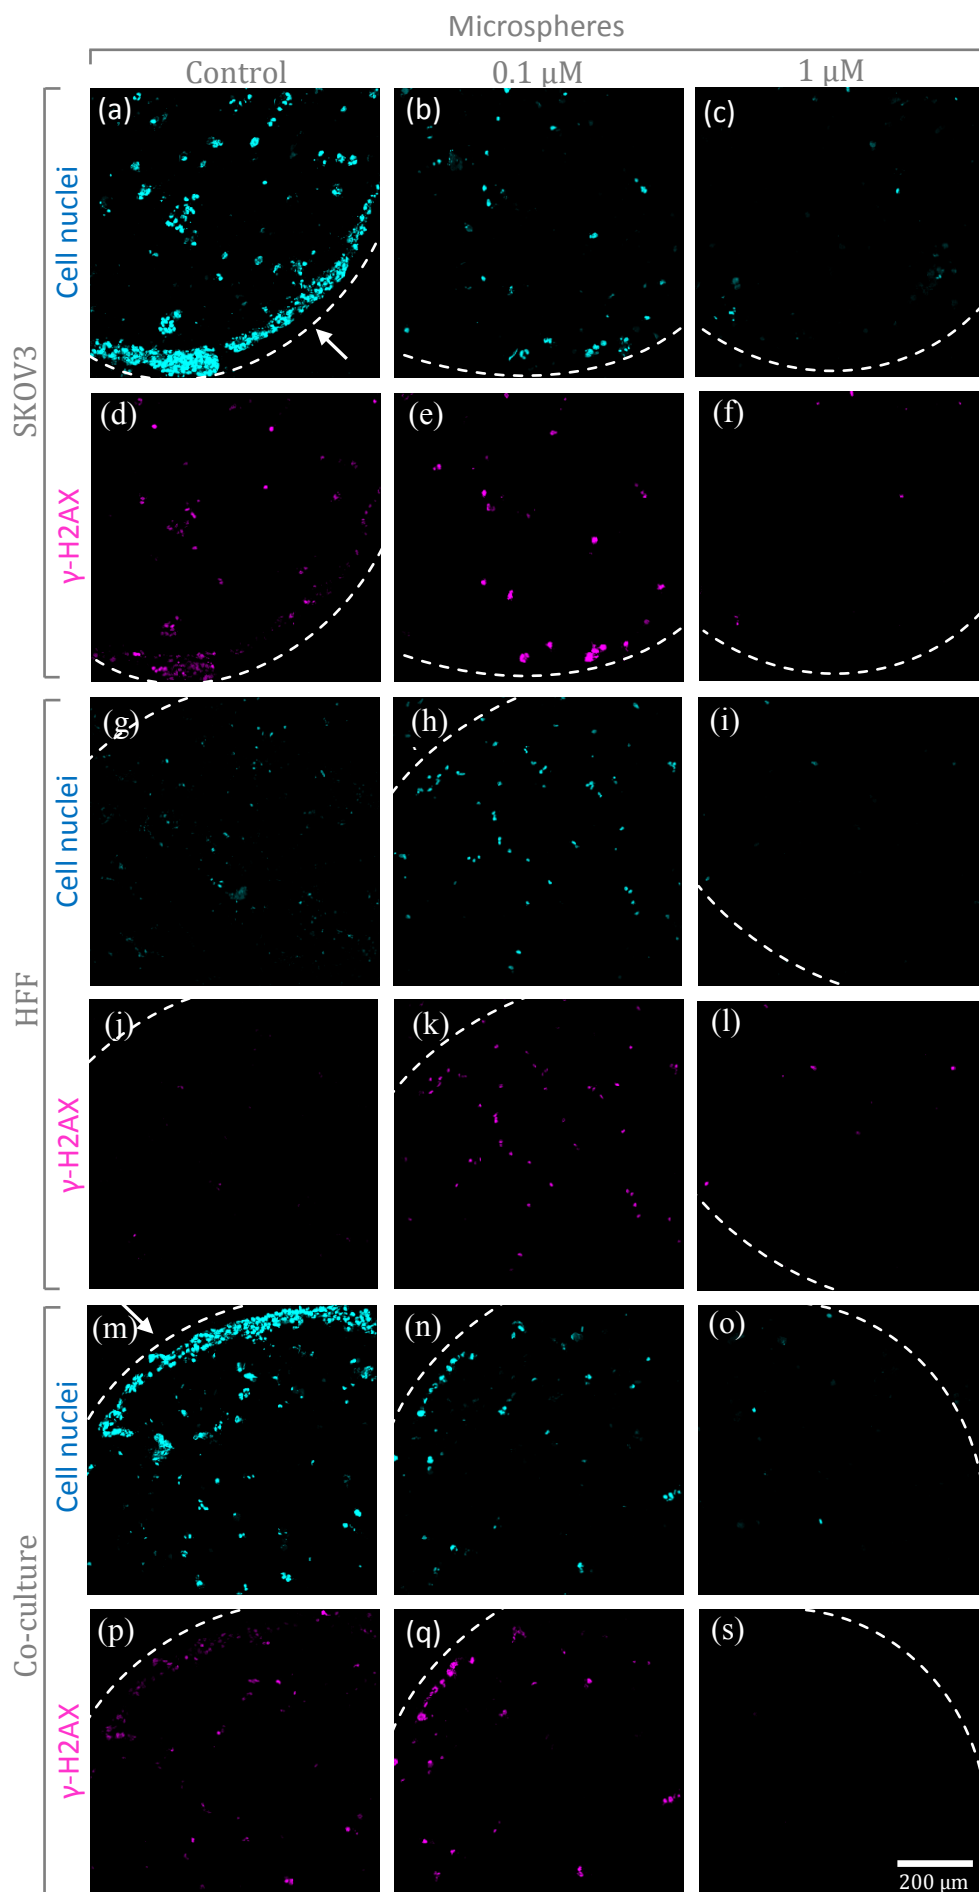 Microspheres
Control 0.1 μM 1 μM
SKOV3
Cell nuclei
(a) (b) (c)
γ-H2AX
(d) (e) (f)
HFF
Cell nuclei
(g) (h) (i)
γ-H2AX
(j) (k) (l)
Co-culture
Cell nuclei
(m) (n) (o)
γ-H2AX
(p) (q) (s)
200 μm